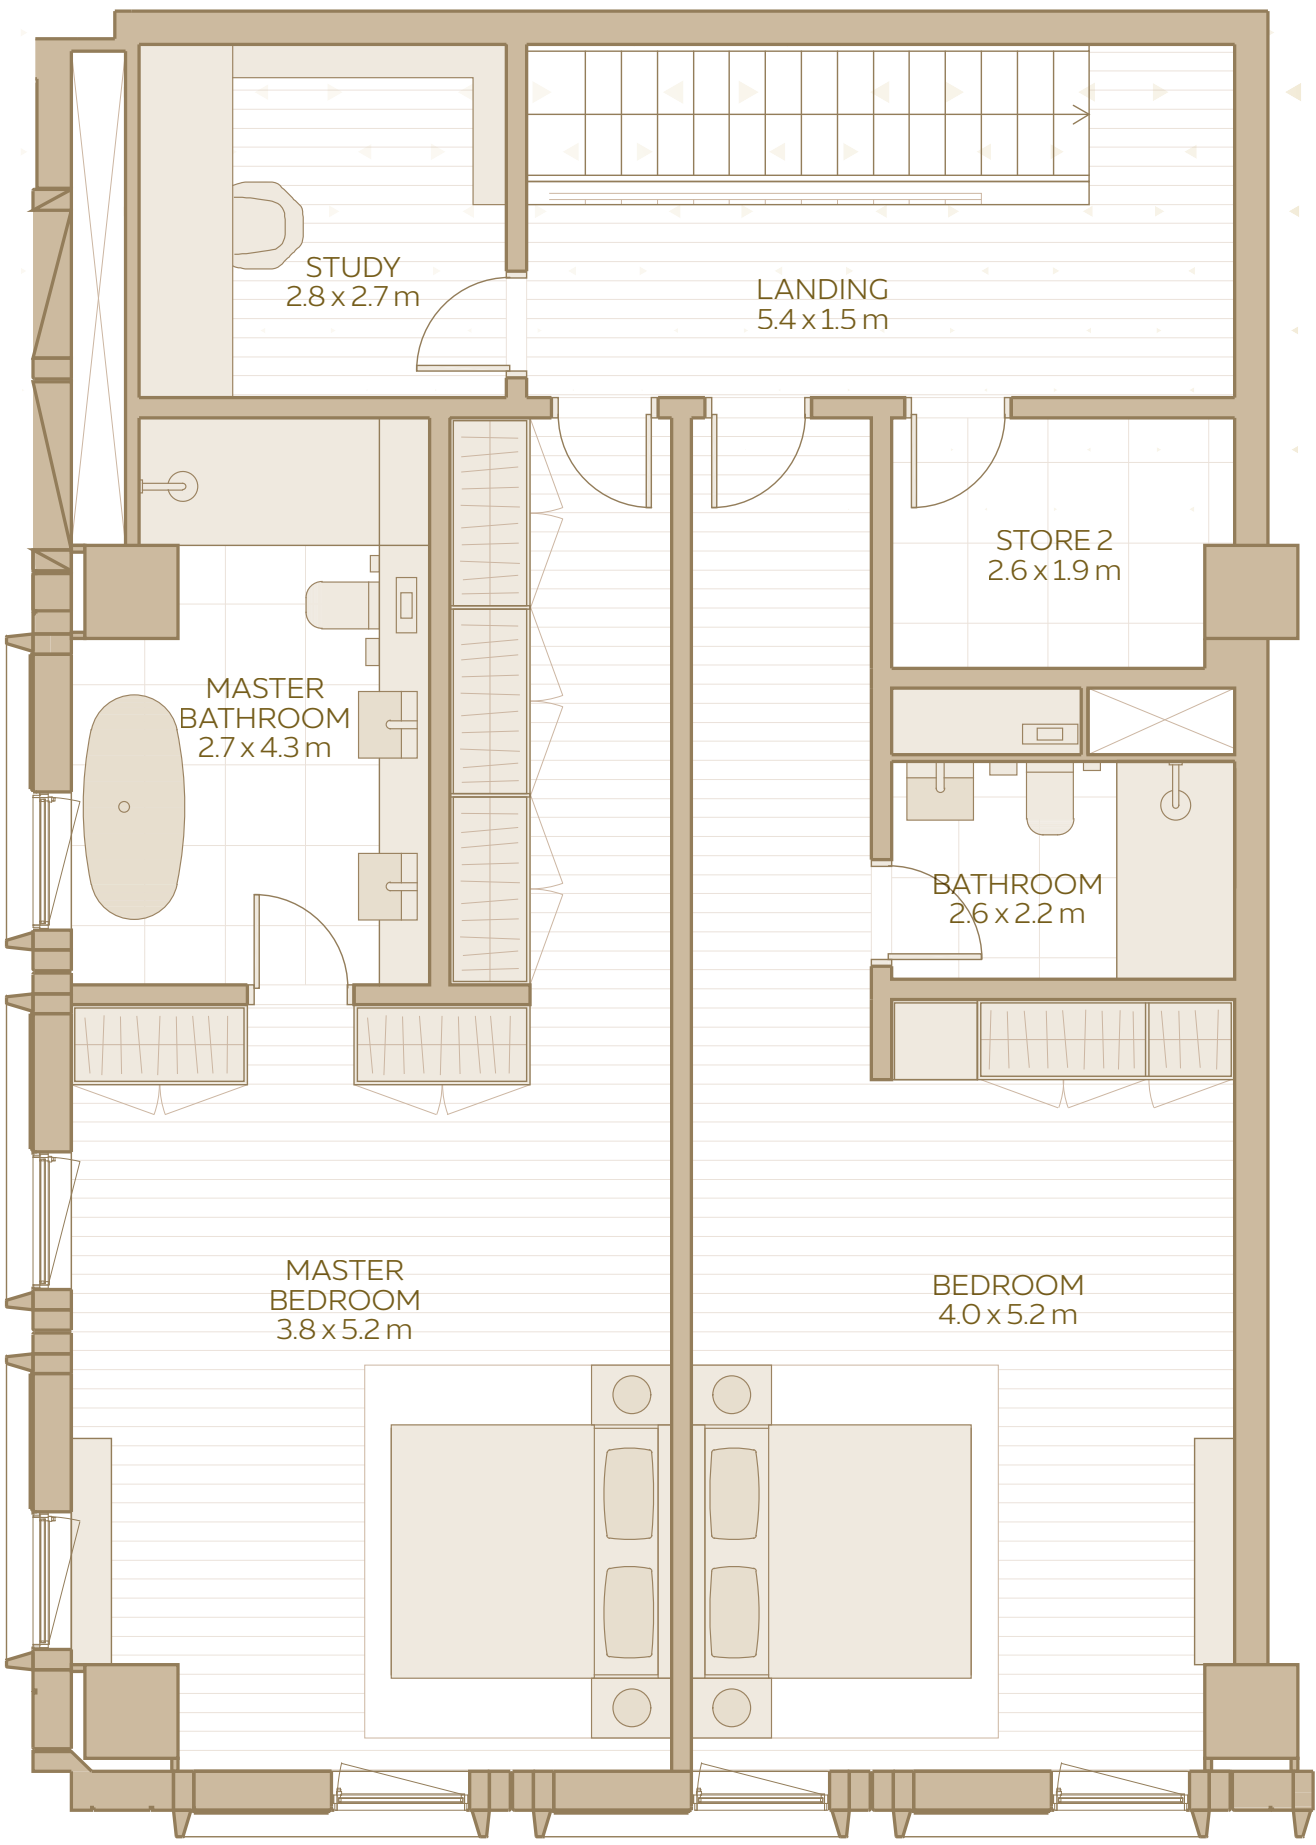 STUDY
2.8 x 2.7 m
LANDING
5.4 x 1.5 m
STORE 2
2.6 x 1.9 m
MASTER
BATHROOM
2.7 x 4.3 m
BATHROOM
2.6 x 2.2 m
MASTER
BEDROOM
3.8 x 5.2 m
BEDROOM
4.0 x 5.2 m